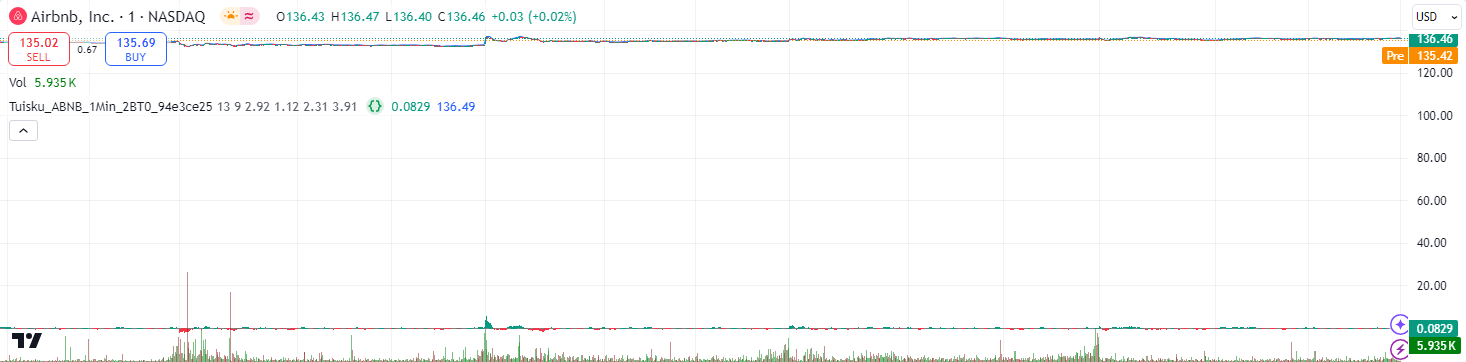 Airbnb, Inc. · 1 · NASDAQ O136.43 H136.47 L136.40 C136.46 +0.03 (+0.02%) USD
135.02 0.67 135.69
SELL BUY
136.46
Pre 135.42
Vol 5.935K
120.00
Tuisku_ABNB_1Min_2BT0_94e3ce25 13 9 2.92 1.12 2.31 3.91 {} 0.0829 136.49
100.00
80.00
60.00
40.00
20.00
0.0829
5.935K